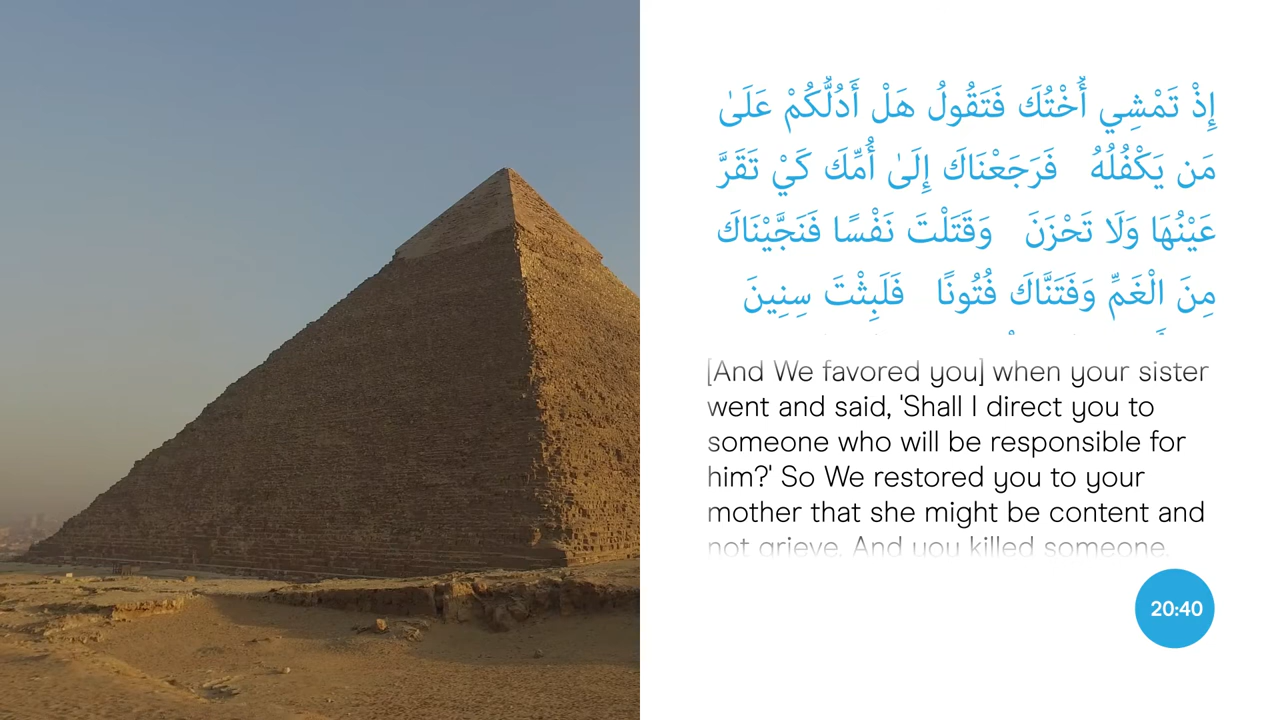 إِذْ تَمْشِي أُخْتُكَ فَتَقُولُ هَلْ أَدُلُّكُمْ عَلَىٰ
مَن يَكْفُلُهُ فَرَجَعْنَاكَ إِلَىٰ أُمِّكَ كَيْ تَقَرَّ
عَيْنُهَا وَلَا تَحْزَنَ وَقَتَلْتَ نَفْسًا فَنَجَّيْنَاكَ
مِنَ الْغَمِّ وَفَتَنَّاكَ فُتُونًا فَلَبِثْتَ سِنِينَ
[And We favored you] when your sister
went and said, 'Shall I direct you to
someone who will be responsible for
him?' So We restored you to your
mother that she might be content and
not grieve. And you killed someone,
20:40